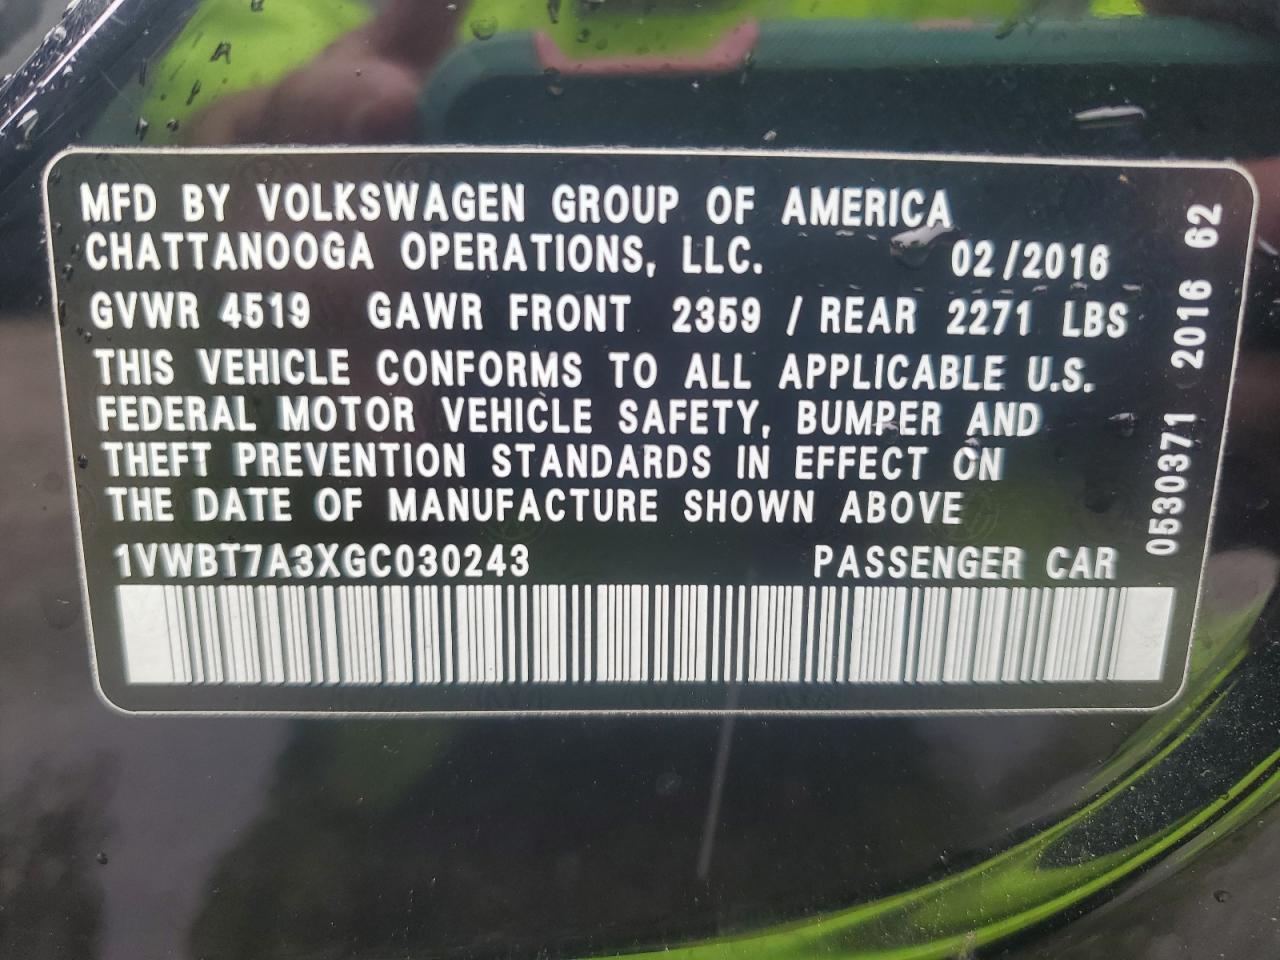 MFD BY VOLKSWAGEN GROUP OF AMERICA
CHATTANOOGA OPERATIONS, LLC. 02/2016
GVWR 4519 GAWR FRONT 2359 / REAR 2271 LBS
THIS VEHICLE CONFORMS TO ALL APPLICABLE U.S.
FEDERAL MOTOR VEHICLE SAFETY, BUMPER AND
THEFT PREVENTION STANDARDS IN EFFECT ON
THE DATE OF MANUFACTURE SHOWN ABOVE
1VWBT7A3XGC030243 PASSENGER CAR
0530371 2016 62